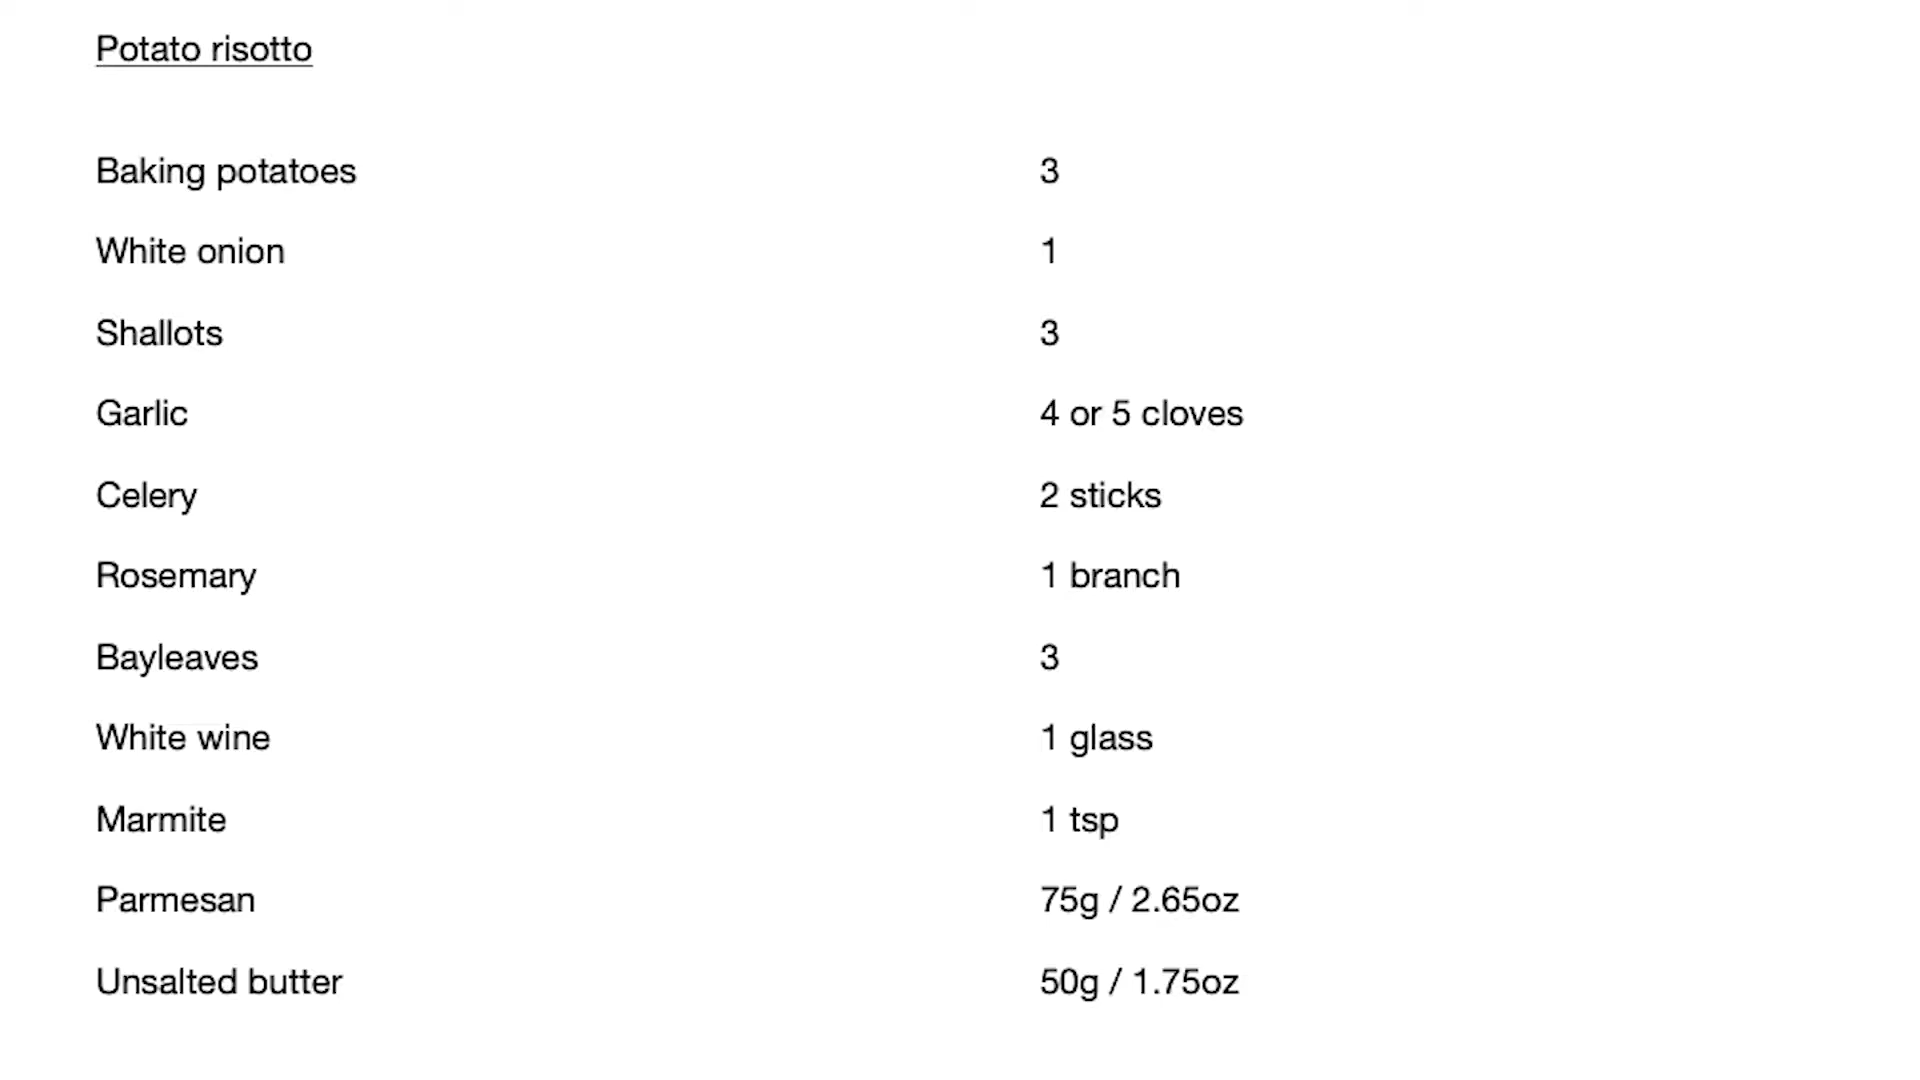 Potato risotto
Baking potatoes 3
White onion 1
Shallots 3
Garlic 4 or 5 cloves
Celery 2 sticks
Rosemary 1 branch
Bayleaves 3
White wine 1 glass
Marmite 1 tsp
Parmesan 75g / 2.65oz
Unsalted butter 50g / 1.75oz